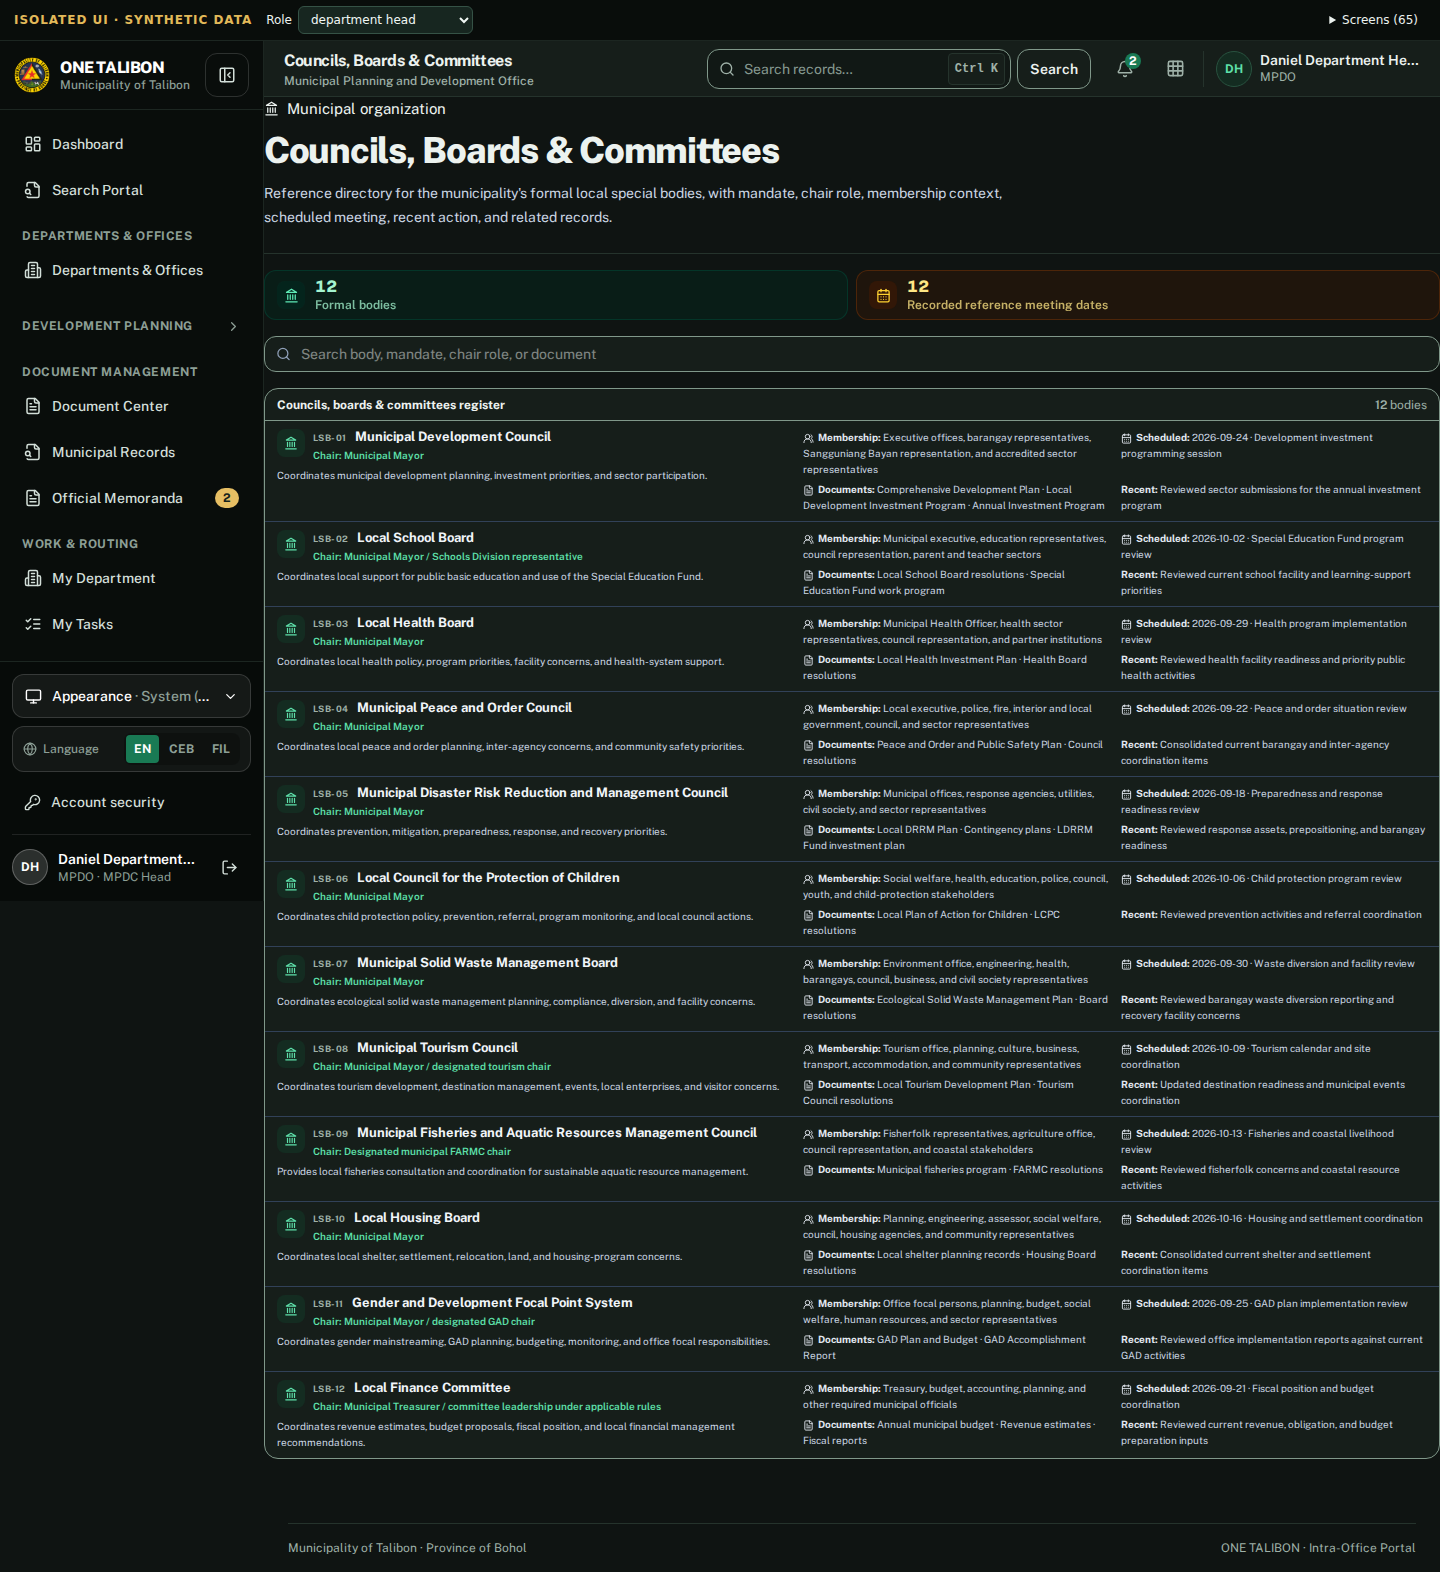 ISOLATED UI · SYNTHETIC DATA
Role
department head
▶ Screens (65)
ONE TALIBON
Municipality of Talibon
Councils, Boards & Committees
Municipal Planning and Development Office
Search records...
Ctrl K
Search
2
DH
Daniel Department He...
MPDO
Dashboard
Search Portal
DEPARTMENTS & OFFICES
Departments & Offices
DEVELOPMENT PLANNING
DOCUMENT MANAGEMENT
Document Center
Municipal Records
Official Memoranda
2
WORK & ROUTING
My Department
My Tasks
Appearance · System (...
Language
EN
CEB
FIL
Account security
DH
Daniel Department...
MPDO · MPDC Head
Municipal organization
Councils, Boards & Committees
Reference directory for the municipality's formal local special bodies, with mandate, chair role, membership context,
scheduled meeting, recent action, and related records.
12
Formal bodies
12
Recorded reference meeting dates
Search body, mandate, chair role, or document
Councils, boards & committees register
12 bodies
LSB-01 Municipal Development Council
Chair: Municipal Mayor
Coordinates municipal development planning, investment priorities, and sector participation.
Membership: Executive offices, barangay representatives,
Sangguniang Bayan representation, and accredited sector
representatives
Documents: Comprehensive Development Plan · Local
Development Investment Program · Annual Investment Program
Scheduled: 2026-09-24 · Development investment
programming session
Recent: Reviewed sector submissions for the annual investment
program
LSB-02 Local School Board
Chair: Municipal Mayor / Schools Division representative
Coordinates local support for public basic education and use of the Special Education Fund.
Membership: Municipal executive, education representatives,
council representation, parent and teacher sectors
Documents: Local School Board resolutions · Special
Education Fund work program
Scheduled: 2026-10-02 · Special Education Fund program
review
Recent: Reviewed current school facility and learning-support
priorities
LSB-03 Local Health Board
Chair: Municipal Mayor
Coordinates local health policy, program priorities, facility concerns, and health-system support.
Membership: Municipal Health Officer, health sector
representatives, council representation, and partner institutions
Documents: Local Health Investment Plan · Health Board
resolutions
Scheduled: 2026-09-29 · Health program implementation
review
Recent: Reviewed health facility readiness and priority public
health activities
LSB-04 Municipal Peace and Order Council
Chair: Municipal Mayor
Coordinates local peace and order planning, inter-agency concerns, and community safety priorities.
Membership: Local executive, police, fire, interior and local
government, council, and sector representatives
Documents: Peace and Order and Public Safety Plan · Council
resolutions
Scheduled: 2026-09-22 · Peace and order situation review
Recent: Consolidated current barangay and inter-agency
coordination items
LSB-05 Municipal Disaster Risk Reduction and Management Council
Chair: Municipal Mayor
Coordinates prevention, mitigation, preparedness, response, and recovery priorities.
Membership: Municipal offices, response agencies, utilities,
civil society, and sector representatives
Documents: Local DRRM Plan · Contingency plans · LDRRM
Fund investment plan
Scheduled: 2026-09-18 · Preparedness and response
readiness review
Recent: Reviewed response assets, prepositioning, and barangay
readiness
LSB-06 Local Council for the Protection of Children
Chair: Municipal Mayor
Coordinates child protection policy, prevention, referral, program monitoring, and local council actions.
Membership: Social welfare, health, education, police, council,
youth, and child-protection stakeholders
Documents: Local Plan of Action for Children · LCPC
resolutions
Scheduled: 2026-10-06 · Child protection program review
Recent: Reviewed prevention activities and referral coordination
LSB-07 Municipal Solid Waste Management Board
Chair: Municipal Mayor
Coordinates ecological solid waste management planning, compliance, diversion, and facility concerns.
Membership: Environment office, engineering, health,
barangays, council, business, and civil society representatives
Documents: Ecological Solid Waste Management Plan · Board
resolutions
Scheduled: 2026-09-30 · Waste diversion and facility review
Recent: Reviewed barangay waste diversion reporting and
recovery facility concerns
LSB-08 Municipal Tourism Council
Chair: Municipal Mayor / designated tourism chair
Coordinates tourism development, destination management, events, local enterprises, and visitor concerns.
Membership: Tourism office, planning, culture, business,
transport, accommodation, and community representatives
Documents: Local Tourism Development Plan · Tourism
Council resolutions
Scheduled: 2026-10-09 · Tourism calendar and site
coordination
Recent: Updated destination readiness and municipal events
coordination
LSB-09 Municipal Fisheries and Aquatic Resources Management Council
Chair: Designated municipal FARMC chair
Provides local fisheries consultation and coordination for sustainable aquatic resource management.
Membership: Fisherfolk representatives, agriculture office,
council representation, and coastal stakeholders
Documents: Municipal fisheries program · FARMC resolutions
Scheduled: 2026-10-13 · Fisheries and coastal livelihood
review
Recent: Reviewed fisherfolk concerns and coastal resource
activities
LSB-10 Local Housing Board
Chair: Municipal Mayor
Coordinates local shelter, settlement, relocation, land, and housing-program concerns.
Membership: Planning, engineering, assessor, social welfare,
council, housing agencies, and community representatives
Documents: Local shelter planning records · Housing Board
resolutions
Scheduled: 2026-10-16 · Housing and settlement coordination
Recent: Consolidated current shelter and settlement
coordination items
LSB-11 Gender and Development Focal Point System
Chair: Municipal Mayor / designated GAD chair
Coordinates gender mainstreaming, GAD planning, budgeting, monitoring, and office focal responsibilities.
Membership: Office focal persons, planning, budget, social
welfare, human resources, and sector representatives
Documents: GAD Plan and Budget · GAD Accomplishment
Report
Scheduled: 2026-09-25 · GAD plan implementation review
Recent: Reviewed office implementation reports against current
GAD activities
LSB-12 Local Finance Committee
Chair: Municipal Treasurer / committee leadership under applicable rules
Coordinates revenue estimates, budget proposals, fiscal position, and local financial management
recommendations.
Membership: Treasury, budget, accounting, planning, and
other required municipal officials
Documents: Annual municipal budget · Revenue estimates ·
Fiscal reports
Scheduled: 2026-09-21 · Fiscal position and budget
coordination
Recent: Reviewed current revenue, obligation, and budget
preparation inputs
Municipality of Talibon · Province of Bohol
ONE TALIBON · Intra-Office Portal